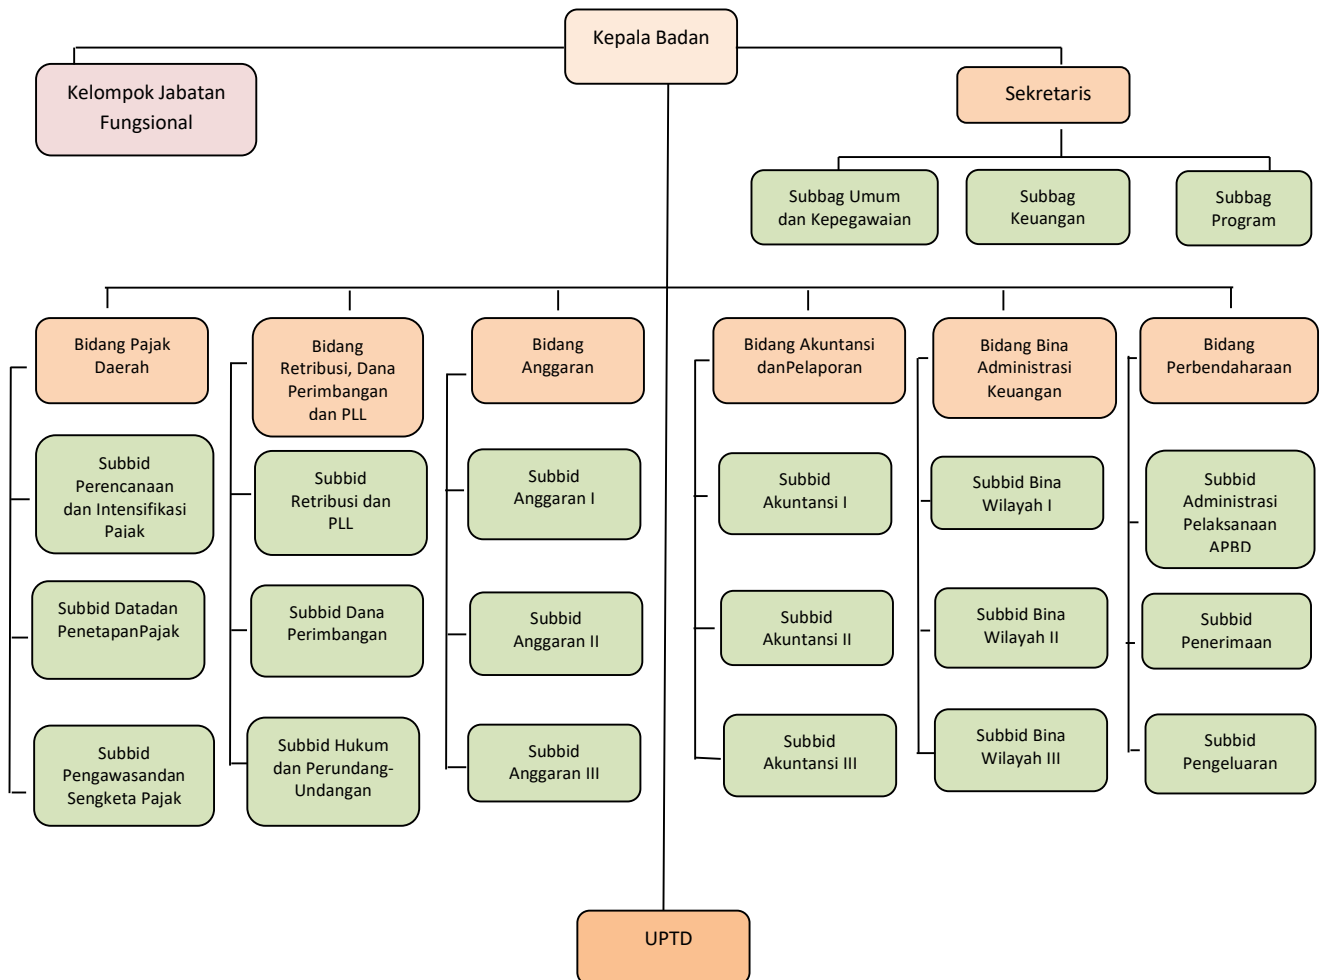 Kepala Badan
Kelompok Jabatan
Fungsional
Sekretaris
Subbag Umum
dan Kepegawaian
Subbag
Keuangan
Subbag
Program
Bidang Pajak
Daerah
Bidang
Retribusi, Dana
Perimbangan
dan PLL
Bidang
Anggaran
Bidang Akuntansi
danPelaporan
Bidang Bina
Administrasi
Keuangan
Bidang
Perbendaharaan
Subbid
Perencanaan
dan Intensifikasi
Pajak
Subbid
Retribusi dan
PLL
Subbid
Anggaran I
Subbid
Akuntansi I
Subbid Bina
Wilayah I
Subbid
Administrasi
Pelaksanaan
APBD
Subbid Datadan
PenetapanPajak
Subbid Dana
Perimbangan
Subbid
Anggaran II
Subbid
Akuntansi II
Subbid Bina
Wilayah II
Subbid
Penerimaan
Subbid
Pengawasandan
Sengketa Pajak
Subbid Hukum
dan Perundang-
Undangan
Subbid
Anggaran III
Subbid
Akuntansi III
Subbid Bina
Wilayah III
Subbid
Pengeluaran
UPTD